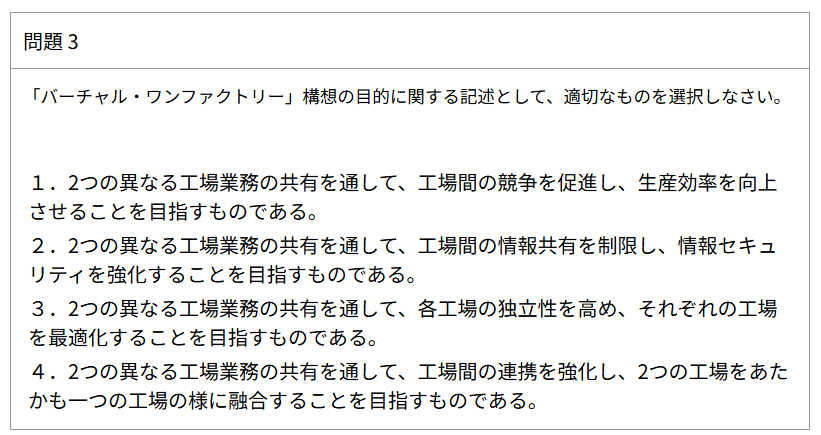 問題 3
「バーチャル・ワンファクトリー」構想の目的に関する記述として、適切なものを選択しなさい。
１．2つの異なる工場業務の共有を通して、工場間の競争を促進し、生産効率を向上
させることを目指すものである。
２．2つの異なる工場業務の共有を通して、工場間の情報共有を制限し、情報セキュ
リティを強化することを目指すものである。
３．2つの異なる工場業務の共有を通して、各工場の独立性を高め、それぞれの工場
を最適化することを目指すものである。
４．2つの異なる工場業務の共有を通して、工場間の連携を強化し、2つの工場をあた
かも一つの工場の様に融合することを目指すものである。